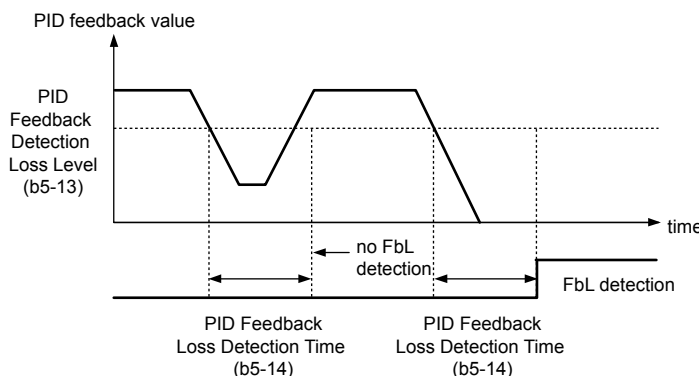 PID feedback value
PID
Feedback
Detection
Loss Level
(b5-13)
time
no FbL
detection
FbL detection
PID Feedback
Loss Detection Time
(b5-14)
PID Feedback
Loss Detection Time
(b5-14)